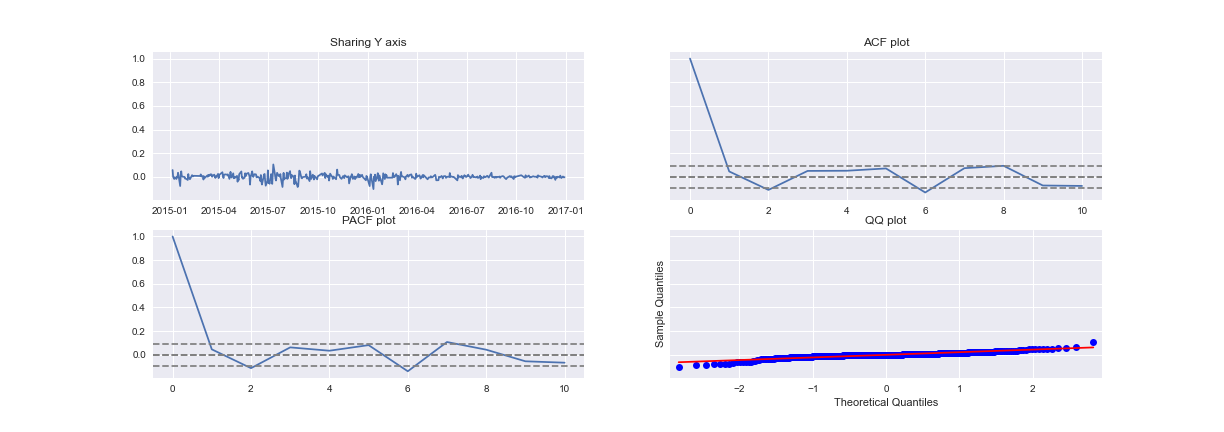 Sharing Y axis
1.0
0.8
0.6
0.4
0.2
0.0
2015-01 2015-04 2015-07 2015-10 2016-01 2016-04 2016-07 2016-10 2017-01
ACF plot
0 2 4 6 8 10
PACF plot
1.0
0.8
0.6
0.4
0.2
0.0
0 2 4 6 8 10
QQ plot
Sample Quantiles
−2 −1 0 1 2
Theoretical Quantiles